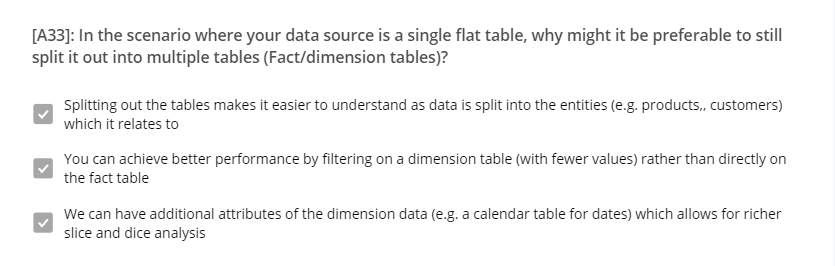 [A33]: In the scenario where your data source is a single flat table, why might it be preferable to still
split it out into multiple tables (Fact/dimension tables)?
Splitting out the tables makes it easier to understand as data is split into the entities (e.g. products,, customers)
which it relates to
You can achieve better performance by filtering on a dimension table (with fewer values) rather than directly on
the fact table
We can have additional attributes of the dimension data (e.g. a calendar table for dates) which allows for richer
slice and dice analysis